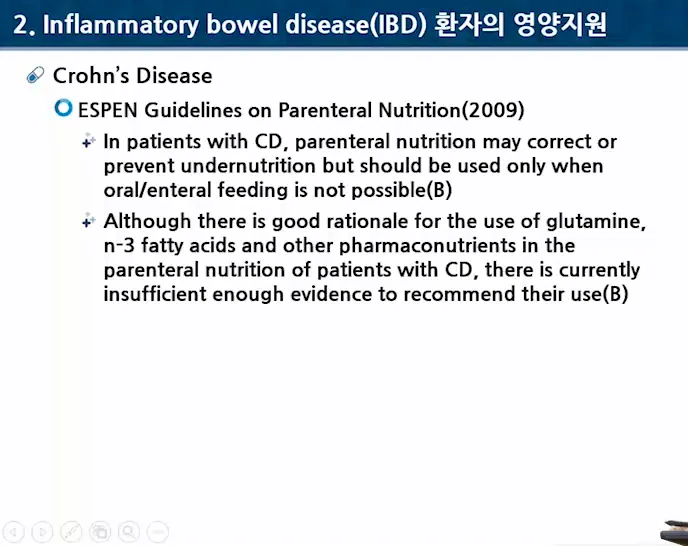 2. Inflammatory bowel disease(IBD) 환자의 영양지원
Crohn's Disease
ESPEN Guidelines on Parenteral Nutrition(2009)
In patients with CD, parenteral nutrition may correct or
prevent undernutrition but should be used only when
oral/enteral feeding is not possible(B)
Although there is good rationale for the use of glutamine,
n-3 fatty acids and other pharmaconutrients in the
parenteral nutrition of patients with CD, there is currently
insufficient enough evidence to recommend their use(B)